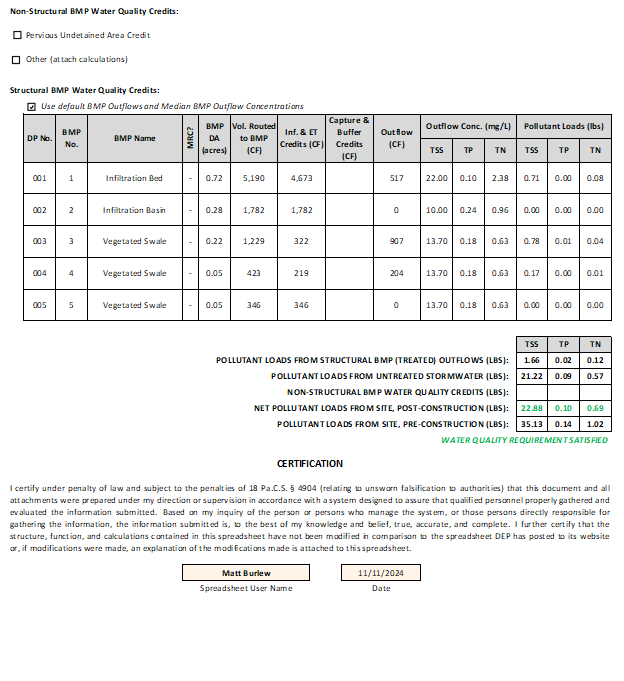 Non-Structural BMP Water Quality Credits:
Pervious Undetained Area Credit
Other (attach calculations)
Structural BMP Water Quality Credits:
Use default BMP Outflows and Median BMP Outflow Concentrations
DP No. BMP No. BMP Name MRC? BMP DA (acres) Vol. Routed to BMP (CF) Inf. & ET Credits (CF) Capture & Buffer Credits (CF) Outflow (CF) Outflow Conc. (mg/L) Pollutant Loads (lbs)
TSS TP TN TSS TP TN
001 1 Infiltration Bed - 0.72 5,190 4,673 517 22.00 0.10 2.38 0.71 0.00 0.08
002 2 Infiltration Basin - 0.28 1,782 1,782 0 10.00 0.24 0.96 0.00 0.00 0.00
003 3 Vegetated Swale - 0.22 1,229 322 907 13.70 0.18 0.63 0.78 0.01 0.04
004 4 Vegetated Swale - 0.05 423 219 204 13.70 0.18 0.63 0.17 0.00 0.01
005 5 Vegetated Swale - 0.05 346 346 0 13.70 0.18 0.63 0.00 0.00 0.00
TSS TP TN
POLLUTANT LOADS FROM STRUCTURAL BMP (TREATED) OUTFLOWS (LBS): 1.66 0.02 0.12
POLLUTANT LOADS FROM UNTREATED STORMWATER (LBS): 21.22 0.09 0.57
NON-STRUCTURAL BMP WATER QUALITY CREDITS (LBS):
NET POLLUTANT LOADS FROM SITE, POST-CONSTRUCTION (LBS): 22.88 0.10 0.69
POLLUTANT LOADS FROM SITE, PRE-CONSTRUCTION (LBS): 35.13 0.14 1.02
WATER QUALITY REQUIREMENT SATISFIED
CERTIFICATION
I certify under penalty of law and subject to the penalties of 18 Pa.C.S. § 4904 (relating to unsworn falsification to authorities) that this document and all
attachments were prepared under my direction or supervision in accordance with a system designed to assure that qualified personnel properly gathered and
evaluated the information submitted. Based on my inquiry of the person or persons who manage the system, or those persons directly responsible for
gathering the information, the information submitted is, to the best of my knowledge and belief, true, accurate, and complete. I further certify that the
structure, function, and calculations contained in this spreadsheet have not been modified in comparison to the spreadsheet DEP has posted to its website
or, if modifications were made, an explanation of the modifications made is attached to this spreadsheet.
Matt Burlew 11/11/2024
Spreadsheet User Name Date